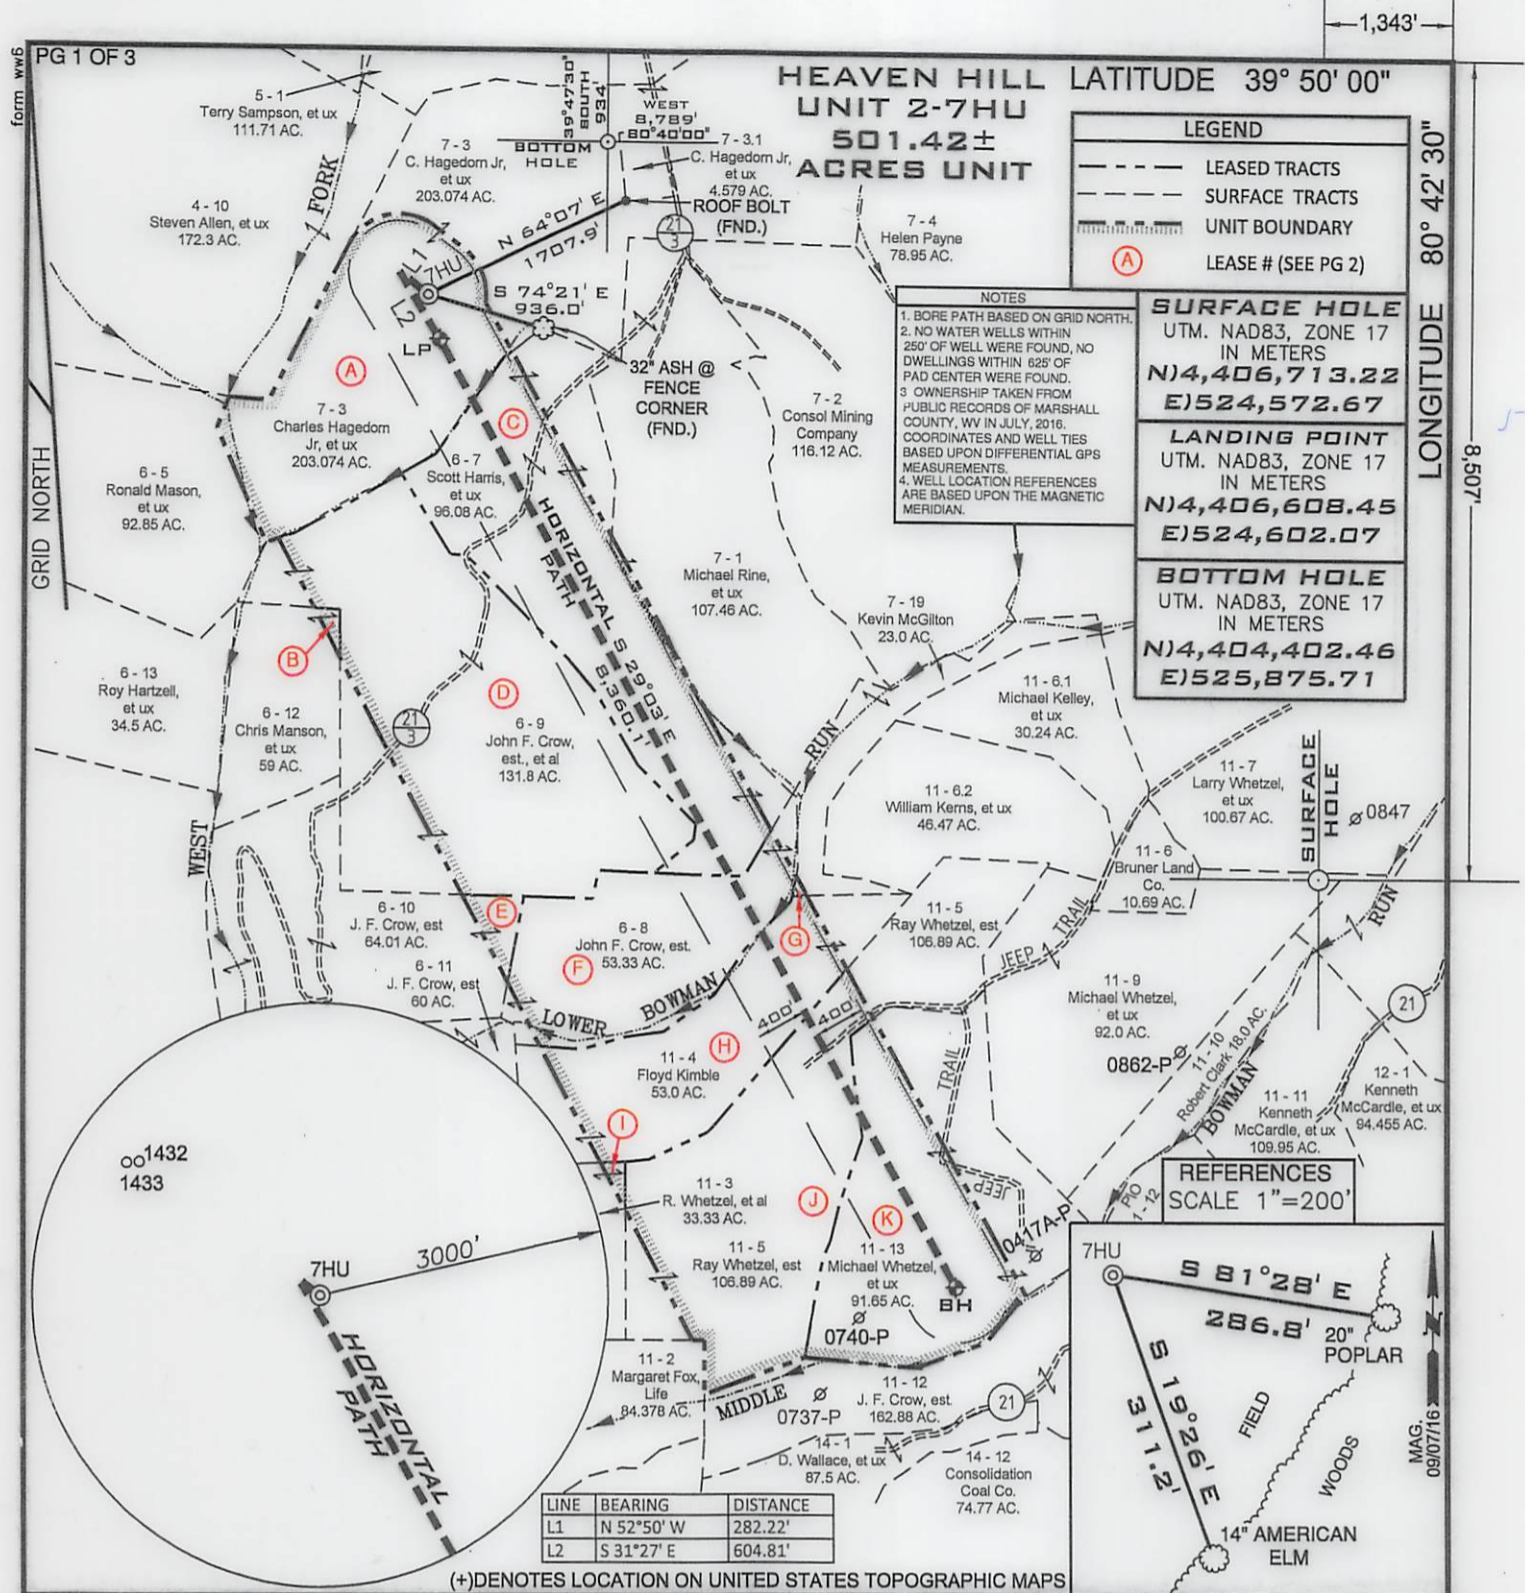 1,343'
form ww6
PG 1 OF 3
HEAVEN HILL
UNIT 2-7HU
501.42±
ACRES UNIT
LATITUDE 39° 50' 00"
LONGITUDE 80° 42' 30"
8,507'
LEGEND
LEASED TRACTS
SURFACE TRACTS
UNIT BOUNDARY
A LEASE # (SEE PG 2)
SURFACE HOLE
UTM. NAD83, ZONE 17
IN METERS
N)4,406,713.22
E)524,572.67
LANDING POINT
UTM. NAD83, ZONE 17
IN METERS
N)4,406,608.45
E)524,602.07
BOTTOM HOLE
UTM. NAD83, ZONE 17
IN METERS
N)4,404,402.46
E)525,875.71
NOTES
1. BORE PATH BASED ON GRID NORTH.
2. NO WATER WELLS WITHIN
250' OF WELL WERE FOUND, NO
DWELLINGS WITHIN 625' OF
PAD CENTER WERE FOUND.
3 OWNERSHIP TAKEN FROM
PUBLIC RECORDS OF MARSHALL
COUNTY, WV IN JULY, 2016.
COORDINATES AND WELL TIES
BASED UPON DIFFERENTIAL GPS
MEASUREMENTS.
4. WELL LOCATION REFERENCES
ARE BASED UPON THE MAGNETIC
MERIDIAN.
39°47'30"
SOUTH
934'
WEST
8,789'
80°40'00"
BOTTOM
HOLE
5 - 1
Terry Sampson, et ux
111.71 AC.
7 - 3
C. Hagedorn Jr,
et ux
203.074 AC.
7 - 3.1
C. Hagedorn Jr,
et ux
4.579 AC.
ROOF BOLT
(FND.)
4 - 10
Steven Allen, et ux
172.3 AC.
FORK
7 - 4
Helen Payne
78.95 AC.
21
3
N 64°07' E
1707.9'
L1
7HU
L2
LP
S 74°21' E
936.0'
32" ASH @
FENCE
CORNER
(FND.)
A
7 - 3
Charles Hagedorn
Jr, et ux
203.074 AC.
C
7 - 2
Consol Mining
Company
116.12 AC.
GRID NORTH
6 - 5
Ronald Mason,
et ux
92.85 AC.
6 - 7
Scott Harris,
et ux
96.08 AC.
HORIZONTAL
PATH
S 29°03' E
8,360.1'
7 - 1
Michael Rine,
et ux
107.46 AC.
7 - 19
Kevin McGilton
23.0 AC.
B
6 - 13
Roy Hartzell,
et ux
34.5 AC.
6 - 12
Chris Manson,
et ux
59 AC.
21
3
D
6 - 9
John F. Crow,
est., et al
131.8 AC.
11 - 6.1
Michael Kelley,
et ux
30.24 AC.
RUN
11 - 6.2
William Kerns, et ux
46.47 AC.
11 - 7
Larry Whetzel,
et ux
100.67 AC.
SURFACE
HOLE
0847
11 - 6
Bruner Land
Co.
10.69 AC.
WEST
E
6 - 10
J. F. Crow, est
64.01 AC.
6 - 8
John F. Crow, est.
53.33 AC.
F
G
11 - 5
Ray Whetzel, est
106.89 AC.
JEEP TRAIL
RUN
6 - 11
J. F. Crow, est
60 AC.
LOWER
BOWMAN
400'
400'
11 - 9
Michael Whetzel,
et ux
92.0 AC.
21
H
11 - 4
Floyd Kimble
53.0 AC.
TRAIL
JEEP
0862-P
11 - 10
Robert Clark 18.0 AC.
BOWMAN
11 - 11
Kenneth
McCardle, et ux
109.95 AC.
12 - 1
Kenneth
McCardle, et ux
94.455 AC.
I
1432
1433
11 - 3
R. Whetzel, et al
33.33 AC.
J
K
11 - 5
Ray Whetzel, est
106.89 AC.
11 - 13
Michael Whetzel,
et ux
91.65 AC.
BH
0417A-P
P/O
1 - 12
REFERENCES
SCALE 1"=200'
3000'
7HU
HORIZONTAL
PATH
0740-P
11 - 2
Margaret Fox,
Life
84.378 AC.
MIDDLE
0737-P
11 - 12
J. F. Crow, est.
162.88 AC.
21
14 - 1
D. Wallace, et ux
87.5 AC.
14 - 12
Consolidation
Coal Co.
74.77 AC.
7HU
S 81°28' E
286.8'
20"
POPLAR
S 19°26' E
311.2'
FIELD
WOODS
14" AMERICAN
ELM
MAG.
09/07/16
LINE BEARING DISTANCE
L1 N 52°50' W 282.22'
L2 S 31°27' E 604.81'
(+)DENOTES LOCATION ON UNITED STATES TOPOGRAPHIC MAPS